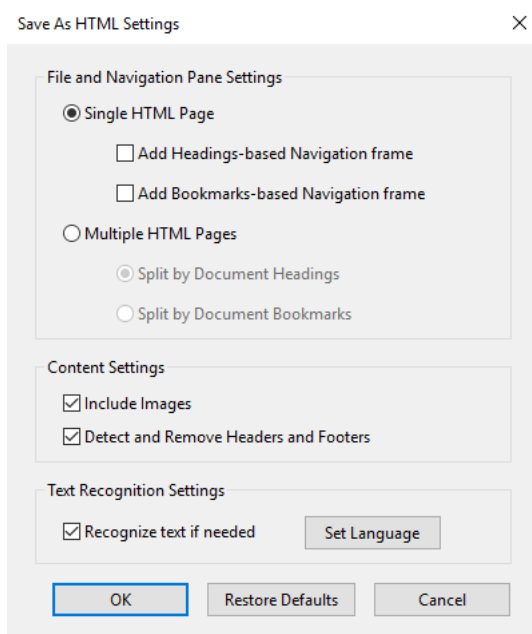 Save As HTML Settings
File and Navigation Pane Settings
Single HTML Page
Add Headings-based Navigation frame
Add Bookmarks-based Navigation frame
Multiple HTML Pages
Split by Document Headings
Split by Document Bookmarks
Content Settings
Include Images
Detect and Remove Headers and Footers
Text Recognition Settings
Recognize text if needed Set Language
OK Restore Defaults Cancel